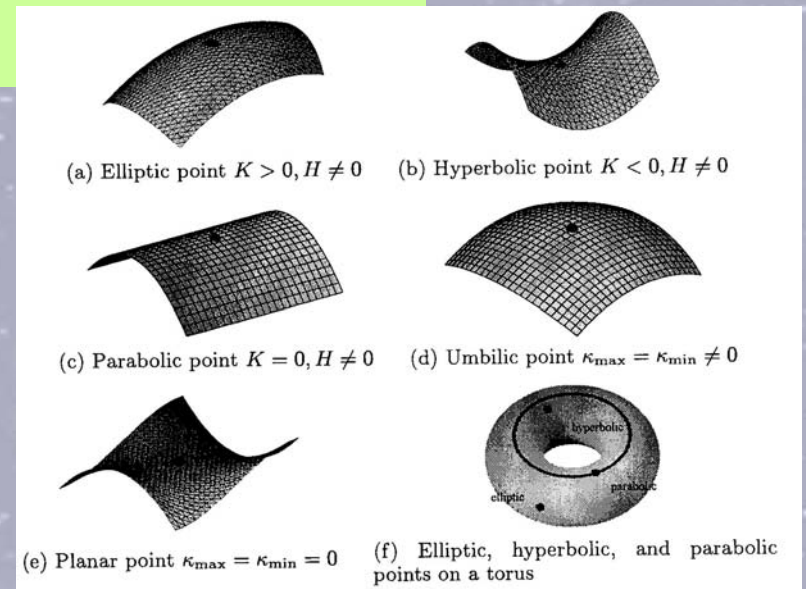 (a) Elliptic point K > 0, H ≠ 0
(b) Hyperbolic point K < 0, H ≠ 0
(c) Parabolic point K = 0, H ≠ 0
(d) Umbilic point κmax = κmin ≠ 0
hyperbolic
parabolic
elliptic
(e) Planar point κmax = κmin = 0
(f) Elliptic, hyperbolic, and parabolic
points on a torus